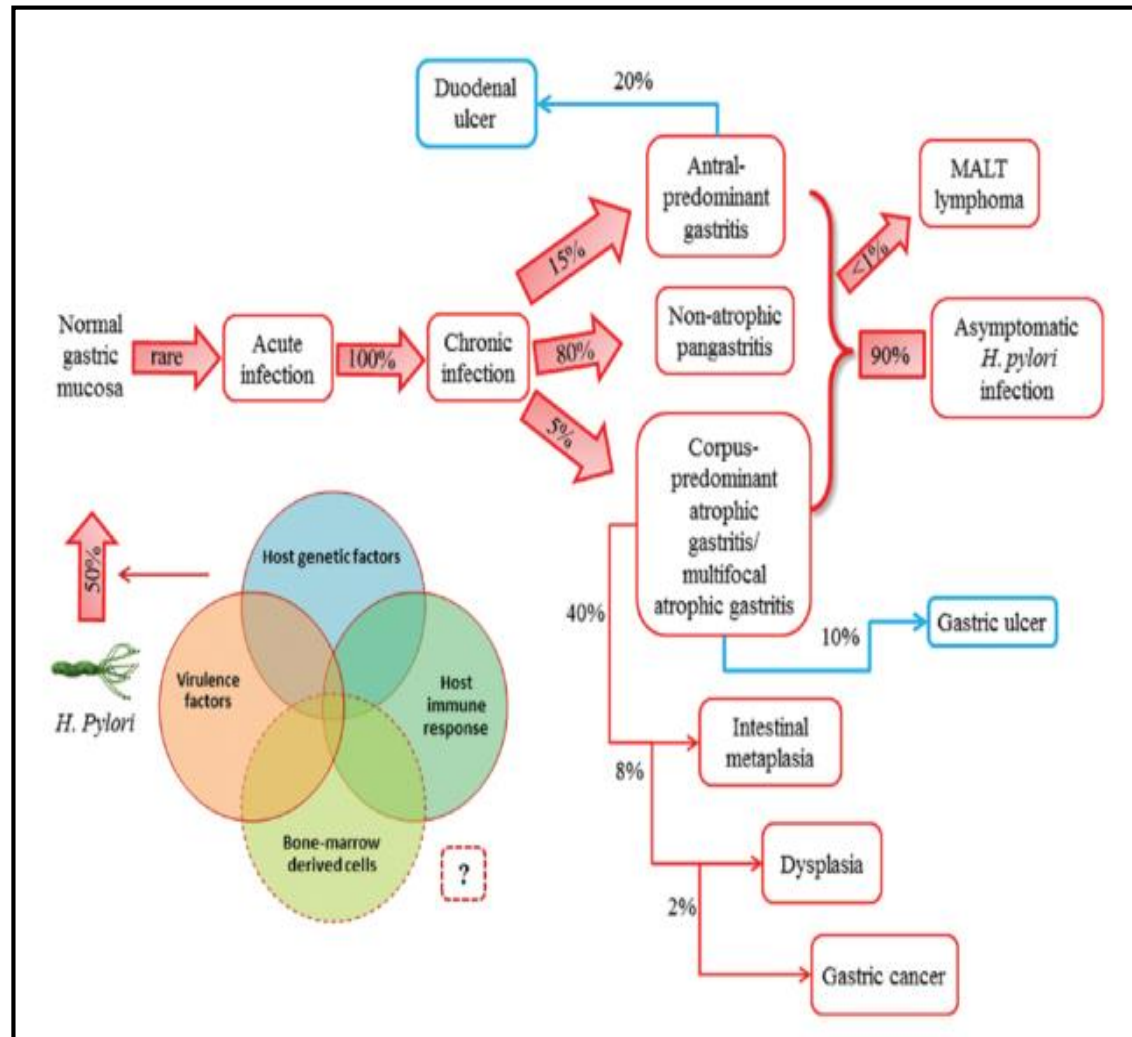 20%
Duodenal
ulcer
Antral-
predominant
gastritis
MALT
lymphoma
<1%
15%
Normal
gastric
mucosa
rare
Acute
infection
100%
Chronic
infection
80%
Non-atrophic
pangastritis
90%
Asymptomatic
H. pylori
infection
5%
Corpus-
predominant
atrophic
gastritis/
multifocal
atrophic gastritis
50%
H. Pylori
Host genetic factors
Virulence
factors
Host
immune
response
Bone-marrow
derived cells
?
40%
10%
Gastric ulcer
Intestinal
metaplasia
8%
Dysplasia
2%
Gastric cancer